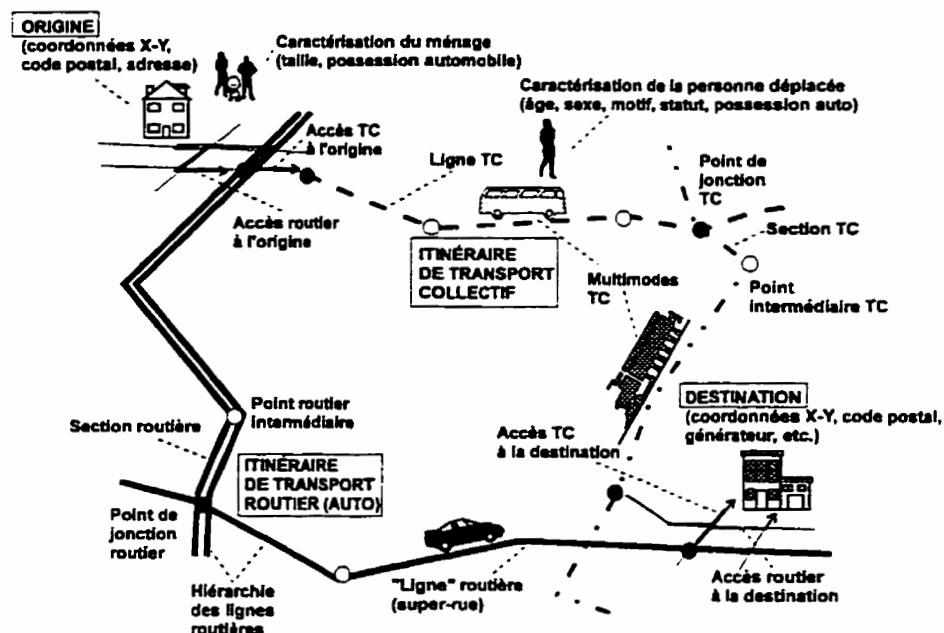 ORIGINE
(coordonnées X-Y,
code postal, adresse)
Caractérisation du ménage
(taille, possession automobile)
Caractérisation de la personne déplacée
(âge, sexe, motif, statut, possession auto)
Accès TC
à l'origine
Ligne TC
Point de
jonction
TC
Accès routier
à l'origine
Section TC
ITINÉRAIRE
DE TRANSPORT
COLLECTIF
Multimodes
TC
Point
intermédiaire TC
DESTINATION
(coordonnées X-Y, code postal,
générateur, etc.)
Section routière
Point routier
intermédiaire
Accès TC
à la destination
ITINÉRAIRE
DE TRANSPORT
ROUTIER (AUTO)
Point de
jonction
routier
Hiérarchie
des lignes
routières
"Ligne" routière
(super-rue)
Accès routier
à la destination